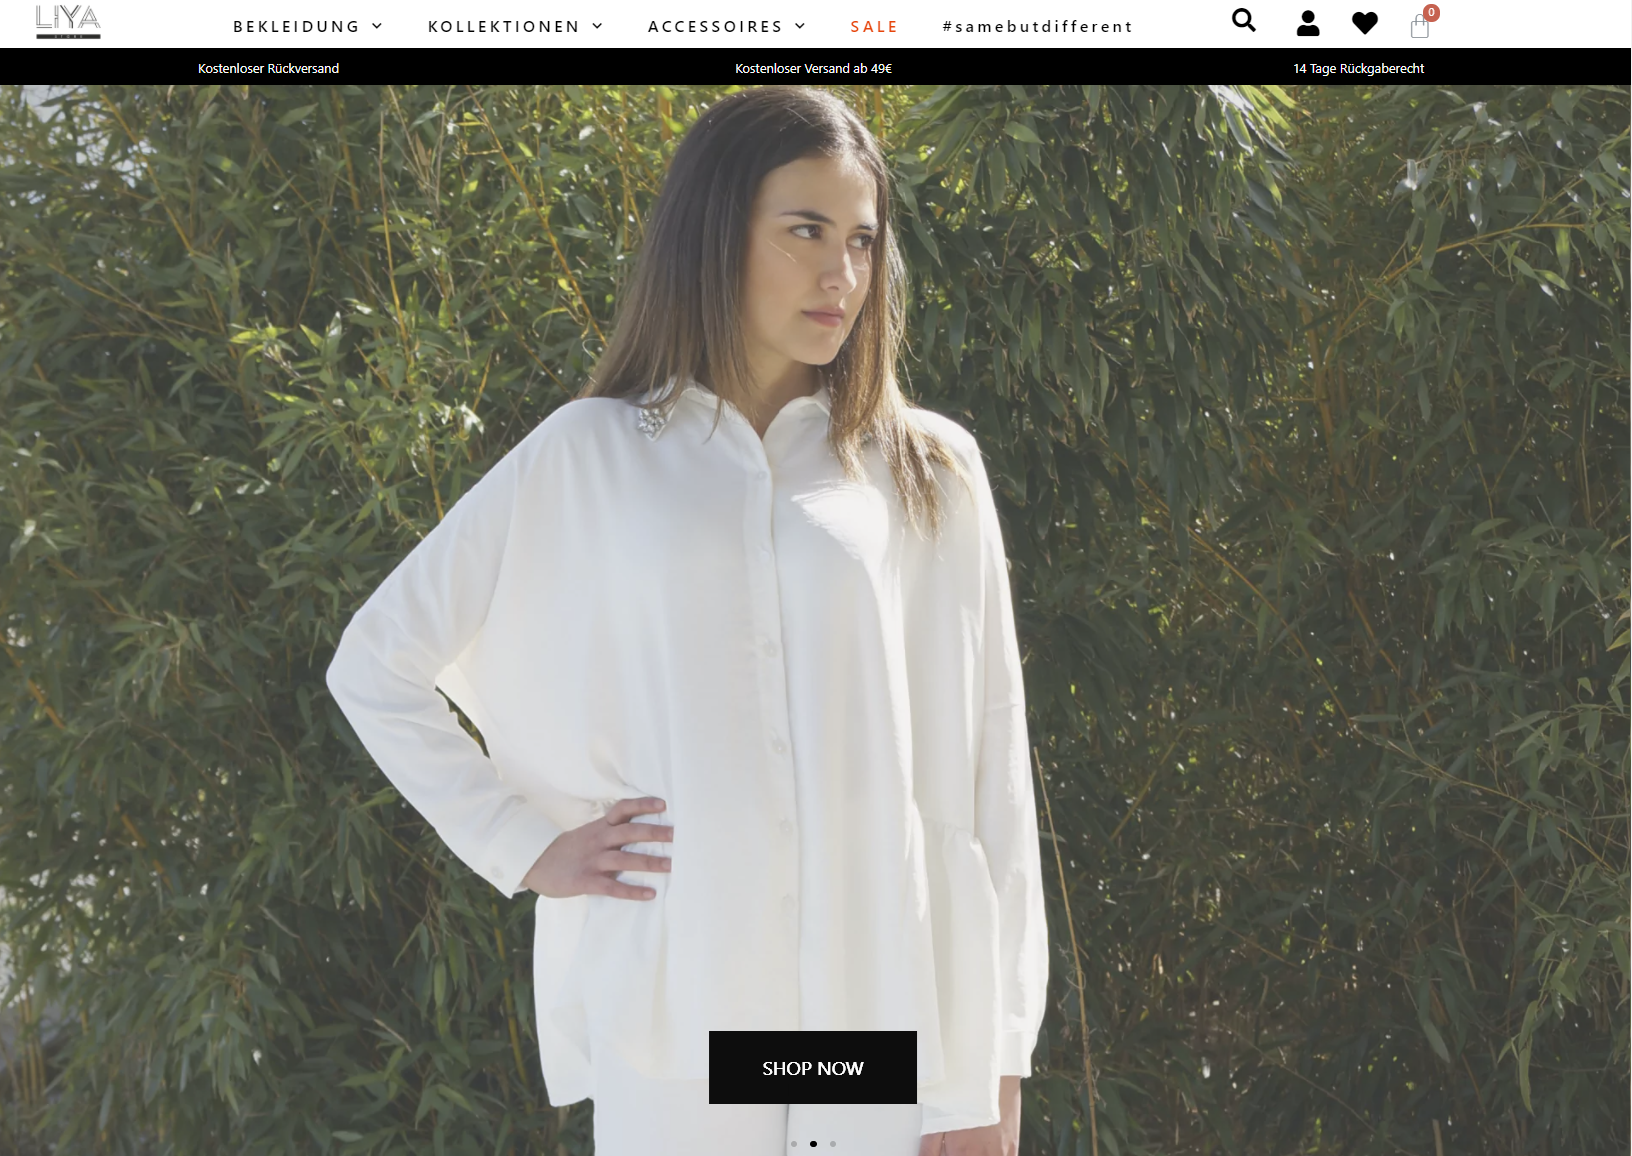 LIYA
BEKLEIDUNG
KOLLEKTIONEN
ACCESSOIRES
SALE
#samebutdifferent
0
Kostenloser Rückversand
Kostenloser Versand ab 49€
14 Tage Rückgaberecht
SHOP NOW